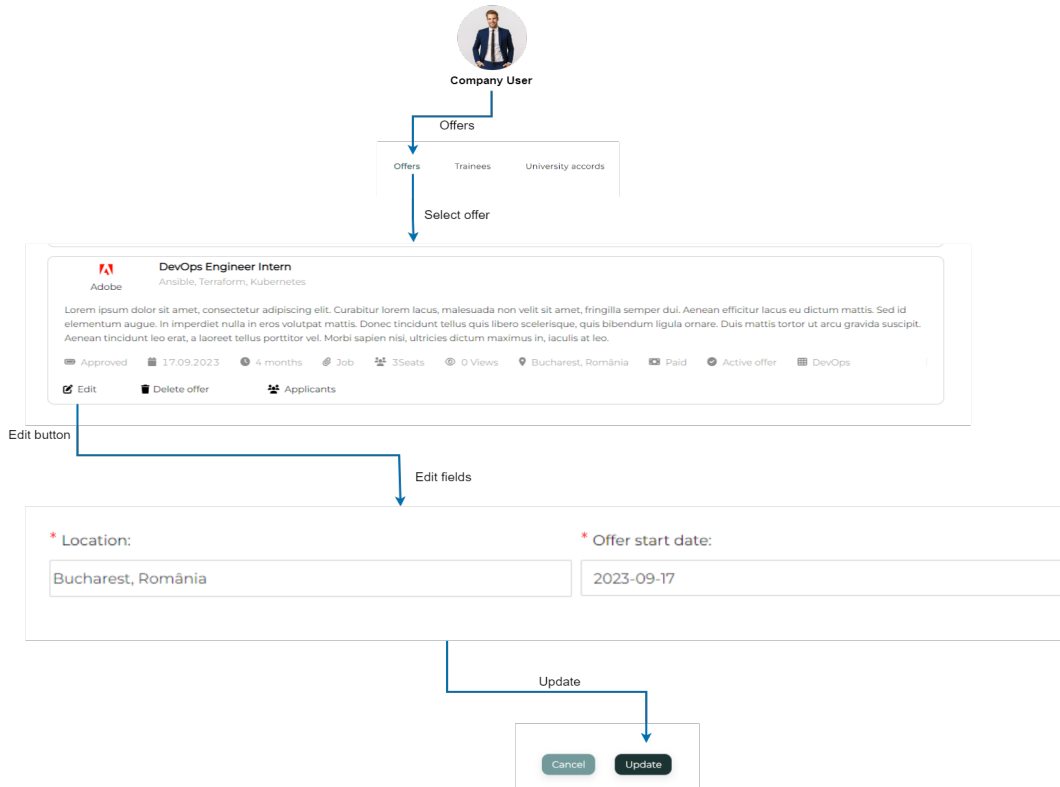 Company User
Offers
Offers Trainees University accords
Select offer
DevOps Engineer Intern
Ansible, Terraform, Kubernetes
Adobe
Lorem ipsum dolor sit amet, consectetur adipiscing elit. Curabitur lorem lacus, malesuada non velit sit amet, fringilla semper dui. Aenean efficitur lacus eu dictum mattis. Sed id
elementum augue. In imperdiet nulla in eros volutpat mattis. Donec tincidunt tellus quis libero scelerisque, quis bibendum ligula ornare. Duis mattis tortor ut arcu gravida suscipit.
Aenean tincidunt leo erat, a laoreet tellus porttitor vel. Morbi sapien nisi, ultricies dictum maximus in, iaculis at leo.
Approved 17.09.2023 4 months Job 3Seats 0 Views Bucharest, România Paid Active offer DevOps
Edit Delete offer Applicants
Edit button
Edit fields
* Location: * Offer start date:
Bucharest, România 2023-09-17
Update
Cancel Update